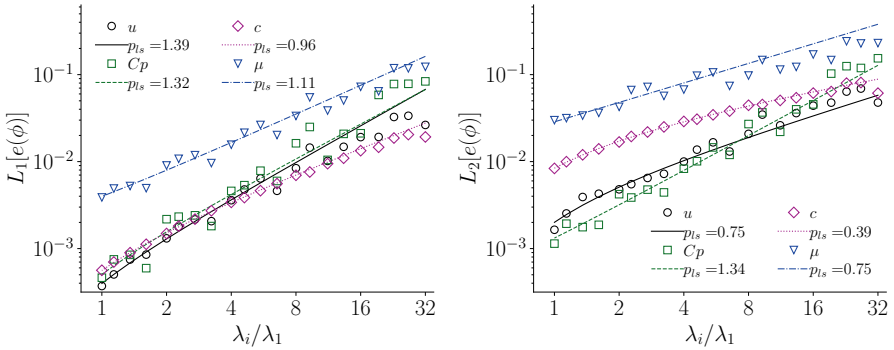 u
c
p_ls =1.39
p_ls =0.96
Cp
μ
p_ls =1.32
p_ls =1.11
10^−1
10^−2
10^−3
L_1[e(ϕ)]
1 2 4 8 16 32
λ_i/λ_1
10^−1
10^−2
10^−3
L_2[e(ϕ)]
u
c
p_ls =0.75
p_ls =0.39
Cp
μ
p_ls =1.34
p_ls =0.75
1 2 4 8 16 32
λ_i/λ_1